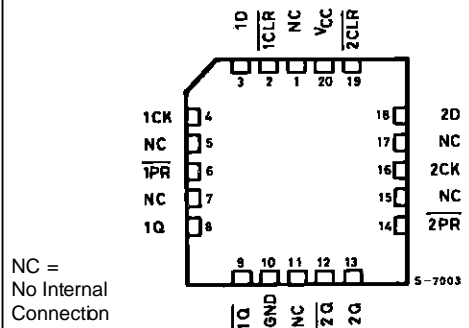 1D
1CLR
NC
VCC
2CLR
3
2
1
20
19
1CK
4
18
2D
NC
5
17
NC
1PR
6
16
2CK
NC
7
15
NC
1Q
8
14
2PR
9
10
11
12
13
S-7003
1Q
GND
NC
2Q
2Q
NC =
No Internal
Connection